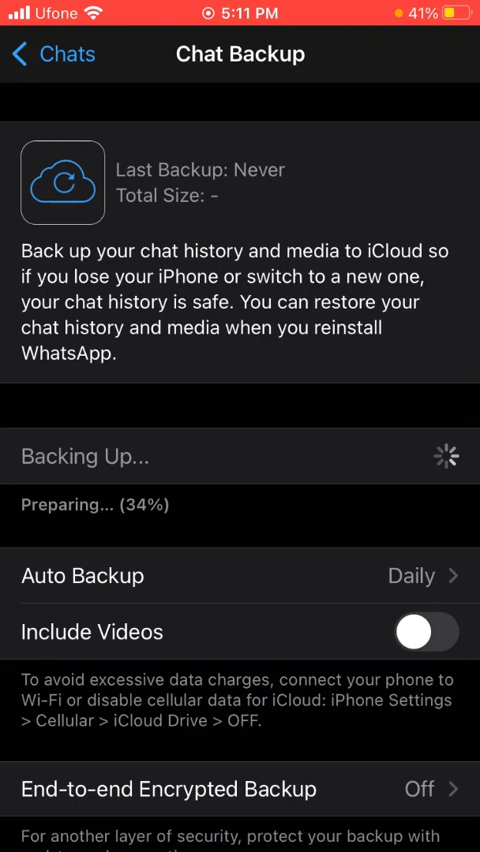 Ufone 5:11 PM 41%
Chats Chat Backup
Last Backup: Never
Total Size: -
Back up your chat history and media to iCloud so
if you lose your iPhone or switch to a new one,
your chat history is safe. You can restore your
chat history and media when you reinstall
WhatsApp.
Backing Up...
Preparing... (34%)
Auto Backup Daily
Include Videos
To avoid excessive data charges, connect your phone to
Wi-Fi or disable cellular data for iCloud: iPhone Settings
> Cellular > iCloud Drive > OFF.
End-to-end Encrypted Backup Off
For another layer of security, protect your backup with